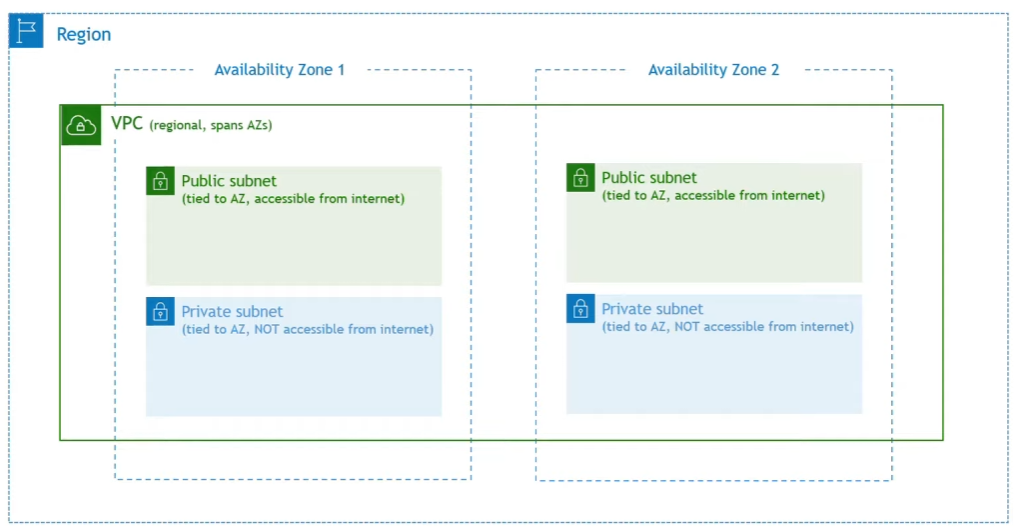 Region
Availability Zone 1
Availability Zone 2
VPC (regional, spans AZs)
Public subnet
(tied to AZ, accessible from internet)
Public subnet
(tied to AZ, accessible from internet)
Private subnet
(tied to AZ, NOT accessible from internet)
Private subnet
(tied to AZ, NOT accessible from internet)